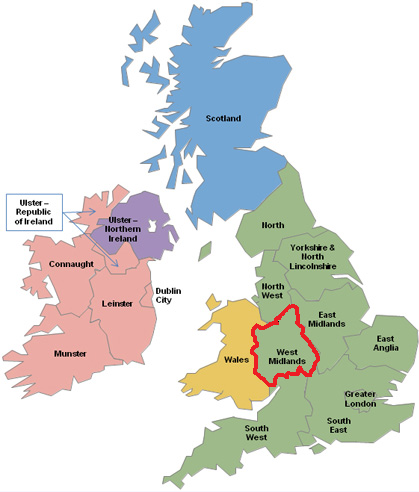 Scotland
Ulster –
Republic
of Ireland
Ulster –
Northern
Ireland
North
Yorkshire &
North
Lincolnshire
Connaught
North
West
Dublin
City
Leinster
East
Midlands
East
Anglia
Munster
Wales
West
Midlands
Greater
London
South
West
South
East